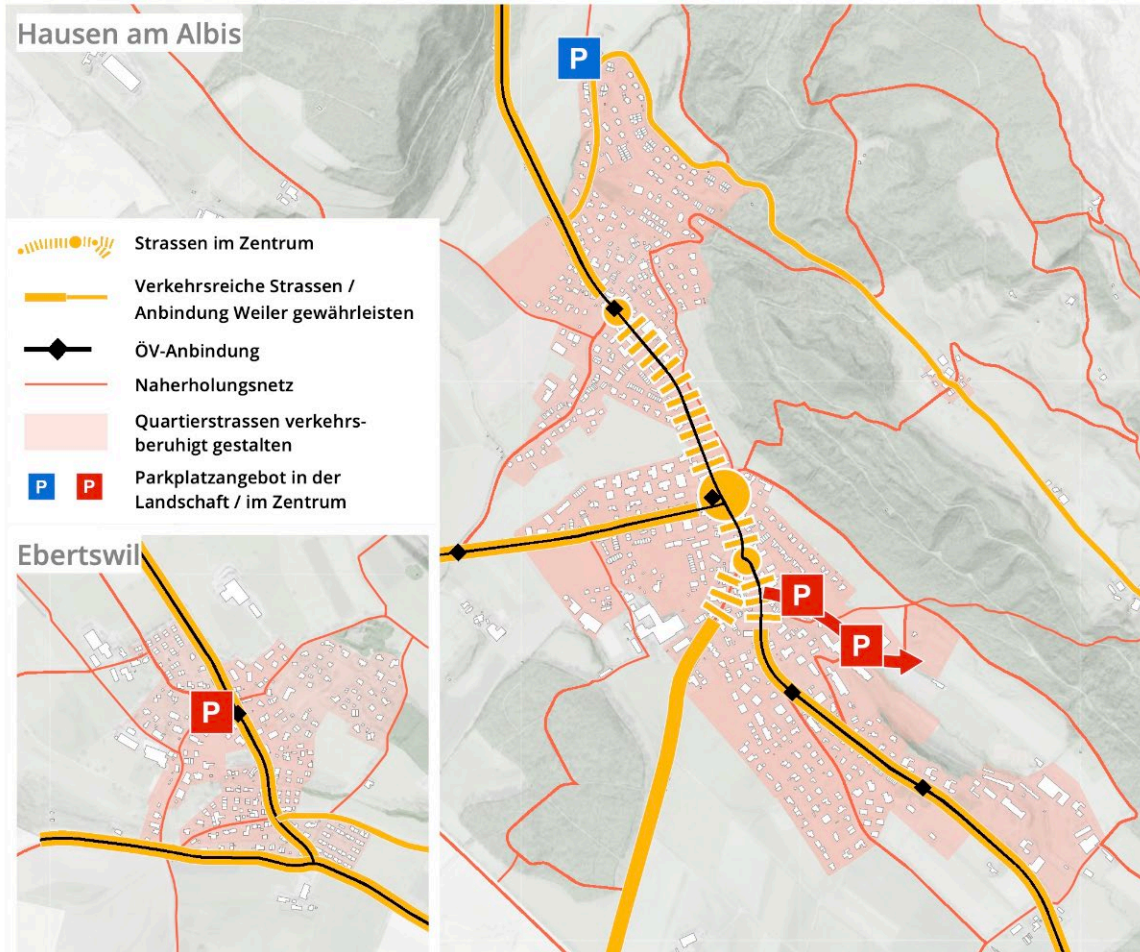 Hausen am Albis
P
Strassen im Zentrum
Verkehrsreiche Strassen /
Anbindung Weiler gewährleisten
ÖV-Anbindung
Naherholungsnetz
Quartierstrassen verkehrs-
beruhigt gestalten
P P
Parkplatzangebot in der
Landschaft / im Zentrum
Ebertswil
P
P
P